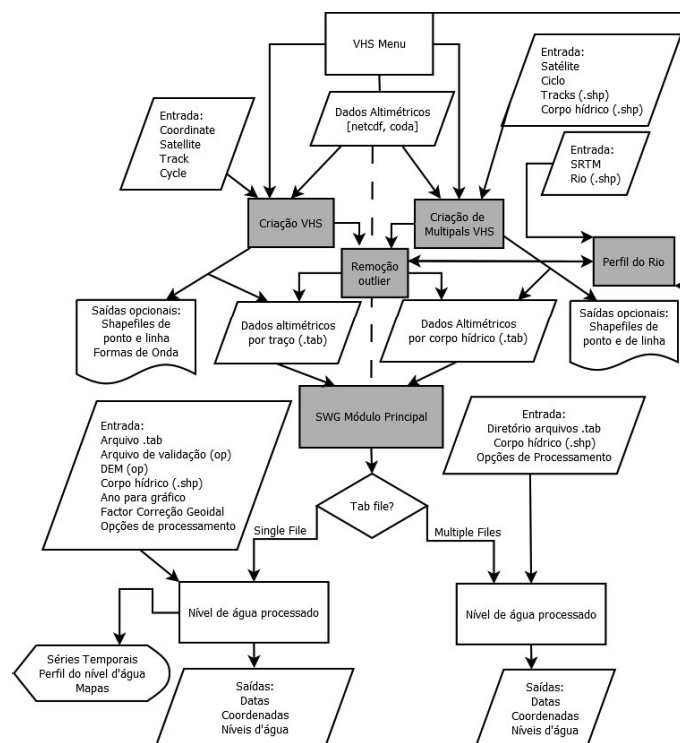 VHS Menu
Entrada:
Satélite
Ciclo
Tracks (.shp)
Corpo hídrico (.shp)
Dados Altimétricos
[netcdf, coda]
Entrada:
Coordinate
Satellite
Track
Cycle
Entrada:
SRTM
Rio (.shp)
Criação VHS
Criação de
Multipals VHS
Remoção
outlier
Perfil do Rio
Saídas opcionais:
Shapefiles de
ponto e linha
Formas de Onda
Dados altimétricos
por traço (.tab)
Dados Altimétricos
por corpo hídrico (.tab)
Saídas opcionais:
Shapefiles de
ponto e de linha
SWG Módulo Principal
Entrada:
Arquivo .tab
Arquivo de validação (op)
DEM (op)
Corpo hídrico (.shp)
Ano para gráfico
Factor Correção Geoidal
Opções de processamento
Entrada:
Diretório arquivos .tab
Corpo hídrico (.shp)
Opções de Processamento
Tab file?
Single File
Multiple Files
Nível de água processado
Nível de água processado
Séries Temporais
Perfil do nível d'água
Mapas
Saídas:
Datas
Coordenadas
Níveis d'água
Saídas:
Datas
Coordenadas
Níveis d'água